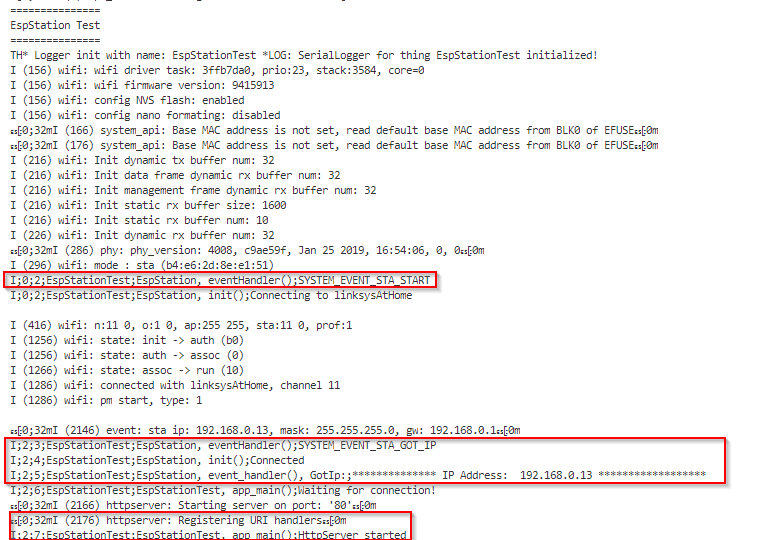 ===============
EspStation Test
===============
TH* Logger init with name: EspStationTest *LOG: SerialLogger for thing EspStationTest initialized!
I (156) wifi: wifi driver task: 3ffb7da0, prio:23, stack:3584, core=0
I (156) wifi: wifi firmware version: 9415913
I (156) wifi: config NVS flash: enabled
I (156) wifi: config nano formating: disabled
␛[0;32mI (166) system_api: Base MAC address is not set, read default base MAC address from BLK0 of EFUSE␛[0m
␛[0;32mI (176) system_api: Base MAC address is not set, read default base MAC address from BLK0 of EFUSE␛[0m
I (216) wifi: Init dynamic tx buffer num: 32
I (216) wifi: Init data frame dynamic rx buffer num: 32
I (216) wifi: Init management frame dynamic rx buffer num: 32
I (216) wifi: Init static rx buffer size: 1600
I (216) wifi: Init static rx buffer num: 10
I (226) wifi: Init dynamic rx buffer num: 32
␛[0;32mI (286) phy: phy_version: 4008, c9ae59f, Jan 25 2019, 16:54:06, 0, 0␛[0m
I (296) wifi: mode : sta (b4:e6:2d:8e:e1:51)
I;0;2;EspStationTest;EspStation, eventHandler();SYSTEM_EVENT_STA_START
I;0;2;EspStationTest;EspStation, init();Connecting to linksysAtHome
I (416) wifi: n:11 0, o:1 0, ap:255 255, sta:11 0, prof:1
I (1256) wifi: state: init -> auth (b0)
I (1256) wifi: state: auth -> assoc (0)
I (1266) wifi: state: assoc -> run (10)
I (1286) wifi: connected with linksysAtHome, channel 11
I (1286) wifi: pm start, type: 1
␛[0;32mI (2146) event: sta ip: 192.168.0.13, mask: 255.255.255.0, gw: 192.168.0.1␛[0m
I;2;3;EspStationTest;EspStation, eventHandler();SYSTEM_EVENT_STA_GOT_IP
I;2;4;EspStationTest;EspStation, init();Connected
I;2;5;EspStationTest;EspStation, event_handler(), GotIp:;************** IP Address:  192.168.0.13 ******************
I;2;6;EspStationTest;EspStationTest, app_main();Waiting for connection!
␛[0;32mI (2166) httpserver: Starting server on port: '80'␛[0m
␛[0;32mI (2176) httpserver: Registering URI handlers␛[0m
I;2;7;EspStationTest;EspStationTest, app_main();HttpServer started